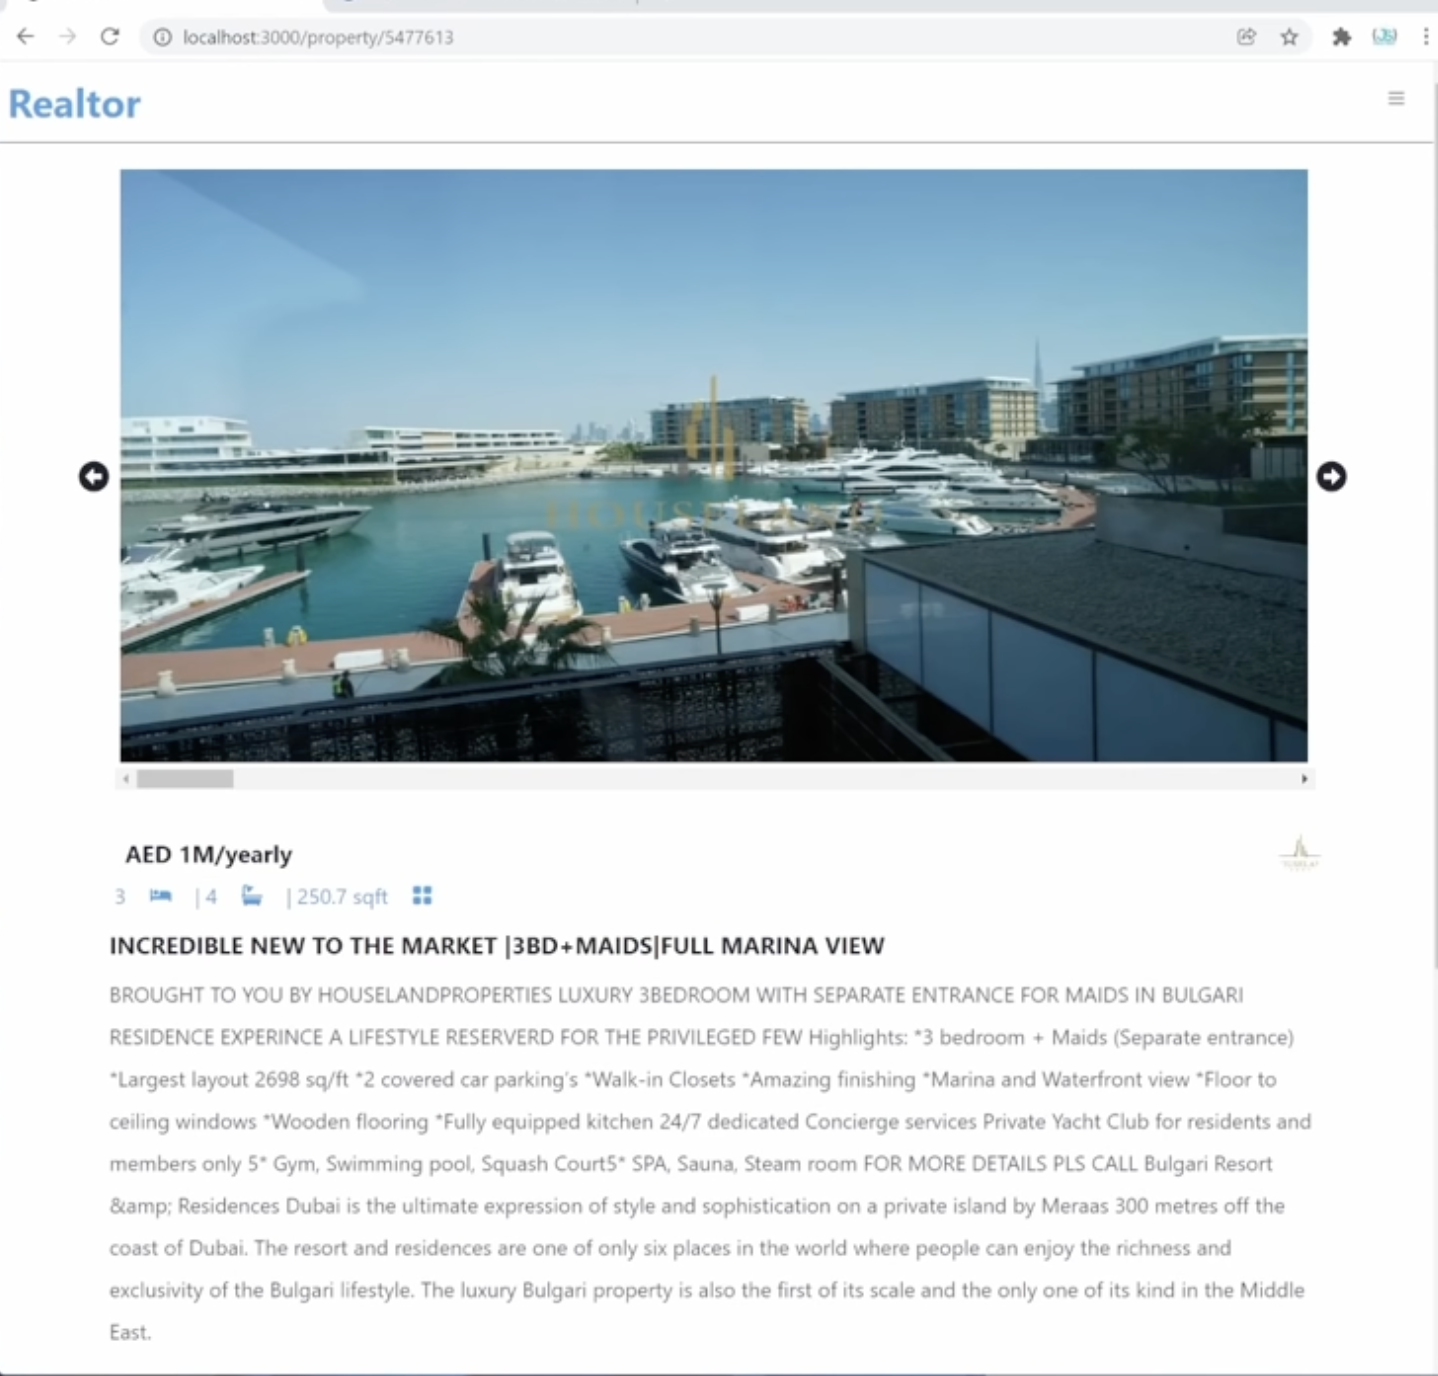 localhost:3000/property/5477613
Realtor
HOUSELAND
AED 1M/yearly
3 | 4 | 250.7 sqft
INCREDIBLE NEW TO THE MARKET |3BD+MAIDS|FULL MARINA VIEW
BROUGHT TO YOU BY HOUSELANDPROPERTIES LUXURY 3BEDROOM WITH SEPARATE ENTRANCE FOR MAIDS IN BULGARI
RESIDENCE EXPERINCE A LIFESTYLE RESERVERD FOR THE PRIVILEGED FEW Highlights: *3 bedroom + Maids (Separate entrance)
*Largest layout 2698 sq/ft *2 covered car parking's *Walk-in Closets *Amazing finishing *Marina and Waterfront view *Floor to
ceiling windows *Wooden flooring *Fully equipped kitchen 24/7 dedicated Concierge services Private Yacht Club for residents and
members only 5* Gym, Swimming pool, Squash Court5* SPA, Sauna, Steam room FOR MORE DETAILS PLS CALL Bulgari Resort
&amp; Residences Dubai is the ultimate expression of style and sophistication on a private island by Meraas 300 metres off the
coast of Dubai. The resort and residences are one of only six places in the world where people can enjoy the richness and
exclusivity of the Bulgari lifestyle. The luxury Bulgari property is also the first of its scale and the only one of its kind in the Middle
East.